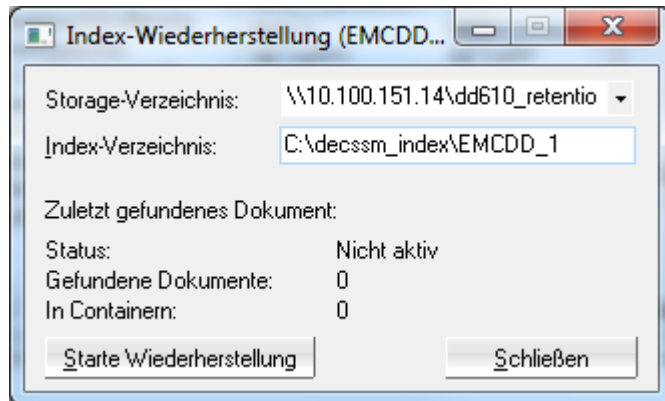 Index-Wiederherstellung (EMCDD...
Storage-Verzeichnis: \\10.100.151.14\dd610_retentio
Index-Verzeichnis: C:\decssm_index\EMCDD_1
Zuletzt gefundenes Dokument:
Status: Nicht aktiv
Gefundene Dokumente: 0
In Containern: 0
Starte Wiederherstellung Schließen